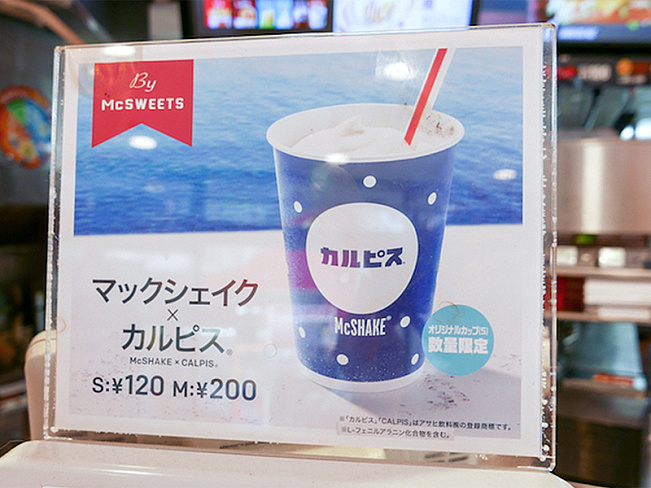 By
McSWEETS
カルピス®
McSHAKE®
オリジナルカップ(S)
数量限定
マックシェイク
×
カルピス®
McSHAKE × CALPIS®
S:¥120 M:¥200
※「カルピス」「CALPIS」はアサヒ飲料㈱の登録商標です。
※L-フェニルアラニン化合物を含む。